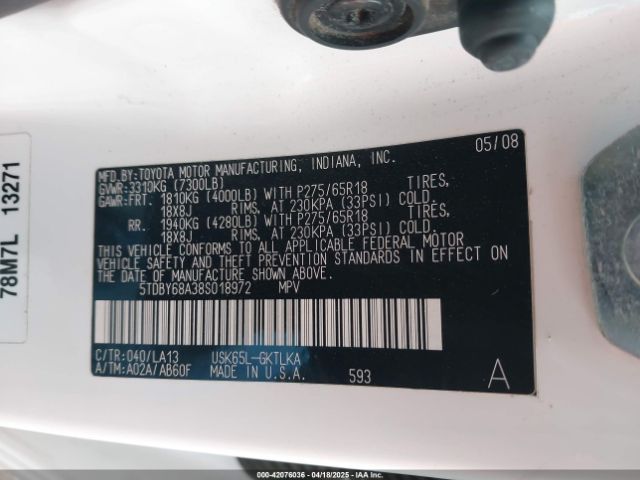 78M7L 13271
MFD.BY:TOYOTA MOTOR MANUFACTURING, INDIANA, INC. 05/08
GVWR:3310KG (7300LB)
GAWR:FRT. 1810KG (4000LB) WITH P275/65R18 TIRES,
18X8J RIMS, AT 230KPA (33PSI) COLD.
RR. 1940KG (4280LB) WITH P275/65R18 TIRES,
18X8J RIMS, AT 230KPA (33PSI) COLD.
THIS VEHICLE CONFORMS TO ALL APPLICABLE FEDERAL MOTOR
VEHICLE SAFETY AND THEFT PREVENTION STANDARDS IN EFFECT
ON THE DATE OF MANUFACTURE SHOWN ABOVE.
5TDBY68A38S018972 MPV
C/TR:040/LA13 USK65L-GKTLKA
A/TM:A02A/AB60F MADE IN U.S.A. 593 A
000-42076036 - 04/18/2025 - IAAI.COM